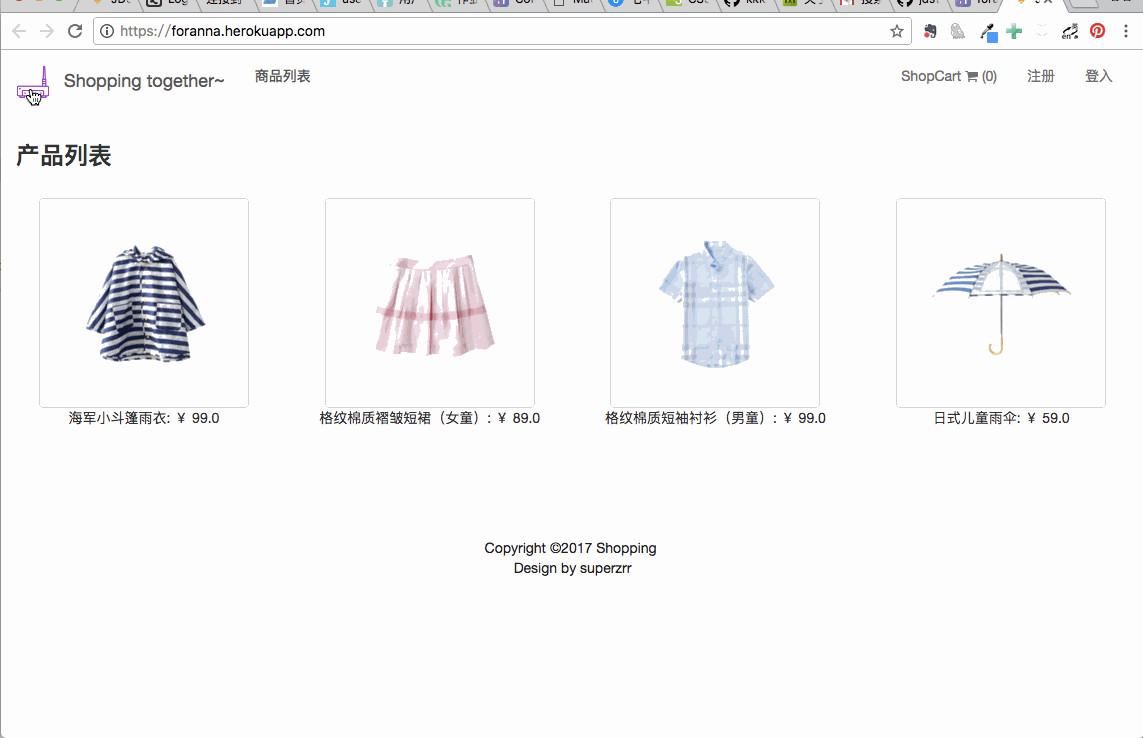 https://foranna.herokuapp.com
Shopping together~
商品列表
ShopCart (0)
注册
登入
产品列表
海军小斗篷雨衣: ￥ 99.0
格纹棉质褶皱短裙（女童）: ￥ 89.0
格纹棉质短袖衬衫（男童）: ￥ 99.0
日式儿童雨伞: ￥ 59.0
Copyright ©2017 Shopping
Design by superzrr